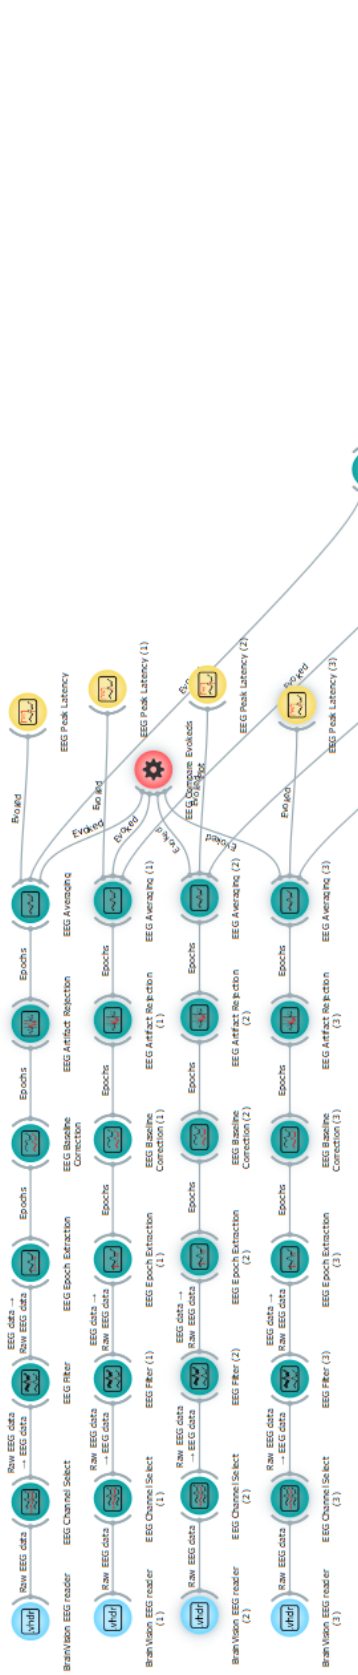 .vhdr
BrainVision EEG reader
Raw EEG data
EEG Channel Select
Raw EEG data
→ EEG data
EEG Filter
EEG data →
Raw EEG data
EEG Epoch Extraction
Epochs
EEG Baseline
Correction
Epochs
EEG Artifact Rejection
Epochs
EEG Averaging
Evoked
Evoked
EEG Peak Latency
.vhdr
BrainVision EEG reader
(1)
Raw EEG data
EEG Channel Select
(1)
Raw EEG data
→ EEG data
EEG Filter (1)
EEG data →
Raw EEG data
EEG Epoch Extraction
(1)
Epochs
EEG Baseline
Correction (1)
Epochs
EEG Artifact Rejection
(1)
Epochs
EEG Averaging (1)
Evoked
Evoked
EEG Peak Latency (1)
.vhdr
BrainVision EEG reader
(2)
Raw EEG data
EEG Channel Select
(2)
Raw EEG data
→ EEG data
EEG Filter (2)
EEG data →
Raw EEG data
EEG Epoch Extraction
(2)
Epochs
EEG Baseline
Correction (2)
Epochs
EEG Artifact Rejection
(2)
Epochs
EEG Averaging (2)
Evoked
Evoked
EEG Compare Evokeds
EEG Peak Latency (2)
.vhdr
BrainVision EEG reader
(3)
Raw EEG data
EEG Channel Select
(3)
Raw EEG data
→ EEG data
EEG Filter (3)
EEG data →
Raw EEG data
EEG Epoch Extraction
(3)
Epochs
EEG Baseline
Correction (3)
Epochs
EEG Artifact Rejection
(3)
Epochs
EEG Averaging (3)
Evoked
Evoked
Evoked
EEG Peak Latency (3)